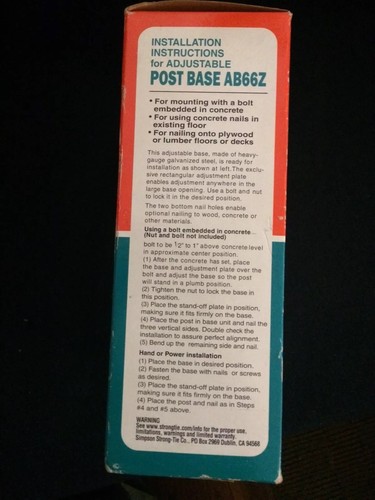 INSTALLATION
INSTRUCTIONS
for ADJUSTABLE
POST BASE AB66Z
• For mounting with a bolt
embedded in concrete
• For using concrete nails in
existing floor
• For nailing onto plywood
or lumber floors or decks
This adjustable base, made of heavy-
gauge galvanized steel, is ready for
installation as shown at left. The exclu-
sive rectangular adjustment plate
enables adjustment anywhere in the
large base opening. Use a bolt and nut
to lock it in the desired position.
The two bottom nail holes enable
optional nailing to wood, concrete or
other materials.
Using a bolt embedded in concrete...
(Nut and bolt not included)
bolt to be ½" to 1" above concrete level
in approximate center position.
(1) After the concrete has set, place
the base and adjustment plate over the
bolt and adjust the base so the post
will stand in a plumb position.
(2) Tighten the nut to lock the base in
this position.
(3) Place the stand-off plate in position,
making sure it fits firmly on the base.
(4) Place the post in base unit and nail the
three vertical sides. Double check the
installation to assure perfect alignment.
(5) Bend up the remaining side and nail.
Hand or Power installation
(1) Place the base in desired position.
(2) Fasten the base with nails or screws
as desired.
(3) Place the stand-off plate in position,
making sure it fits firmly on the base.
(4) Place the post and nail as in Steps
#4 and #5 above.
WARNING
See www.strongtie.com/info for the proper use,
limitations, warnings and limited warranty.
Simpson Strong-Tie Co., PO Box 2969 Dublin, CA 94568